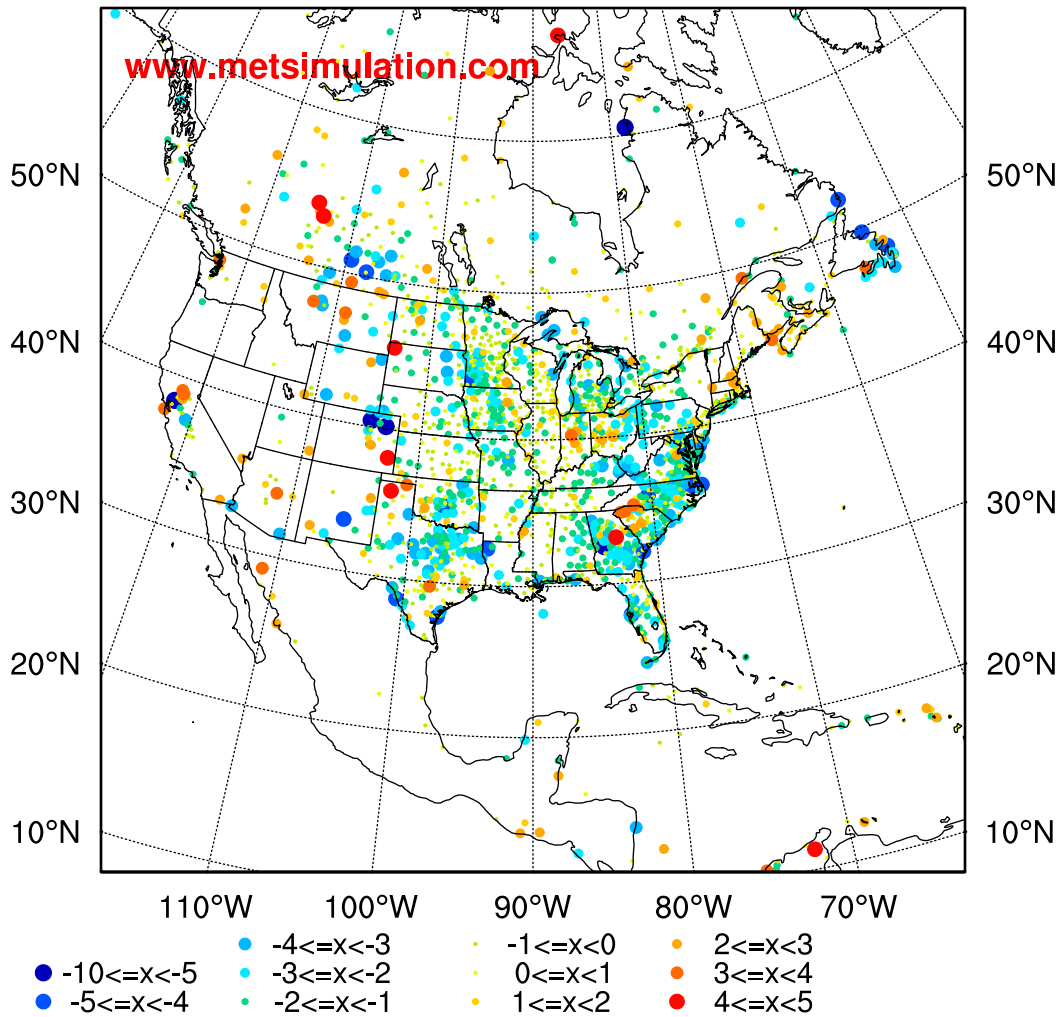 www.metsimulation.com
50°N 50°N
40°N 40°N
30°N 30°N
20°N 20°N
10°N 10°N
110°W 100°W 90°W 80°W 70°W
-4<=x<-3 -1<=x<0 2<=x<3
-10<=x<-5 -3<=x<-2 0<=x<1 3<=x<4
-5<=x<-4 -2<=x<-1 1<=x<2 4<=x<5